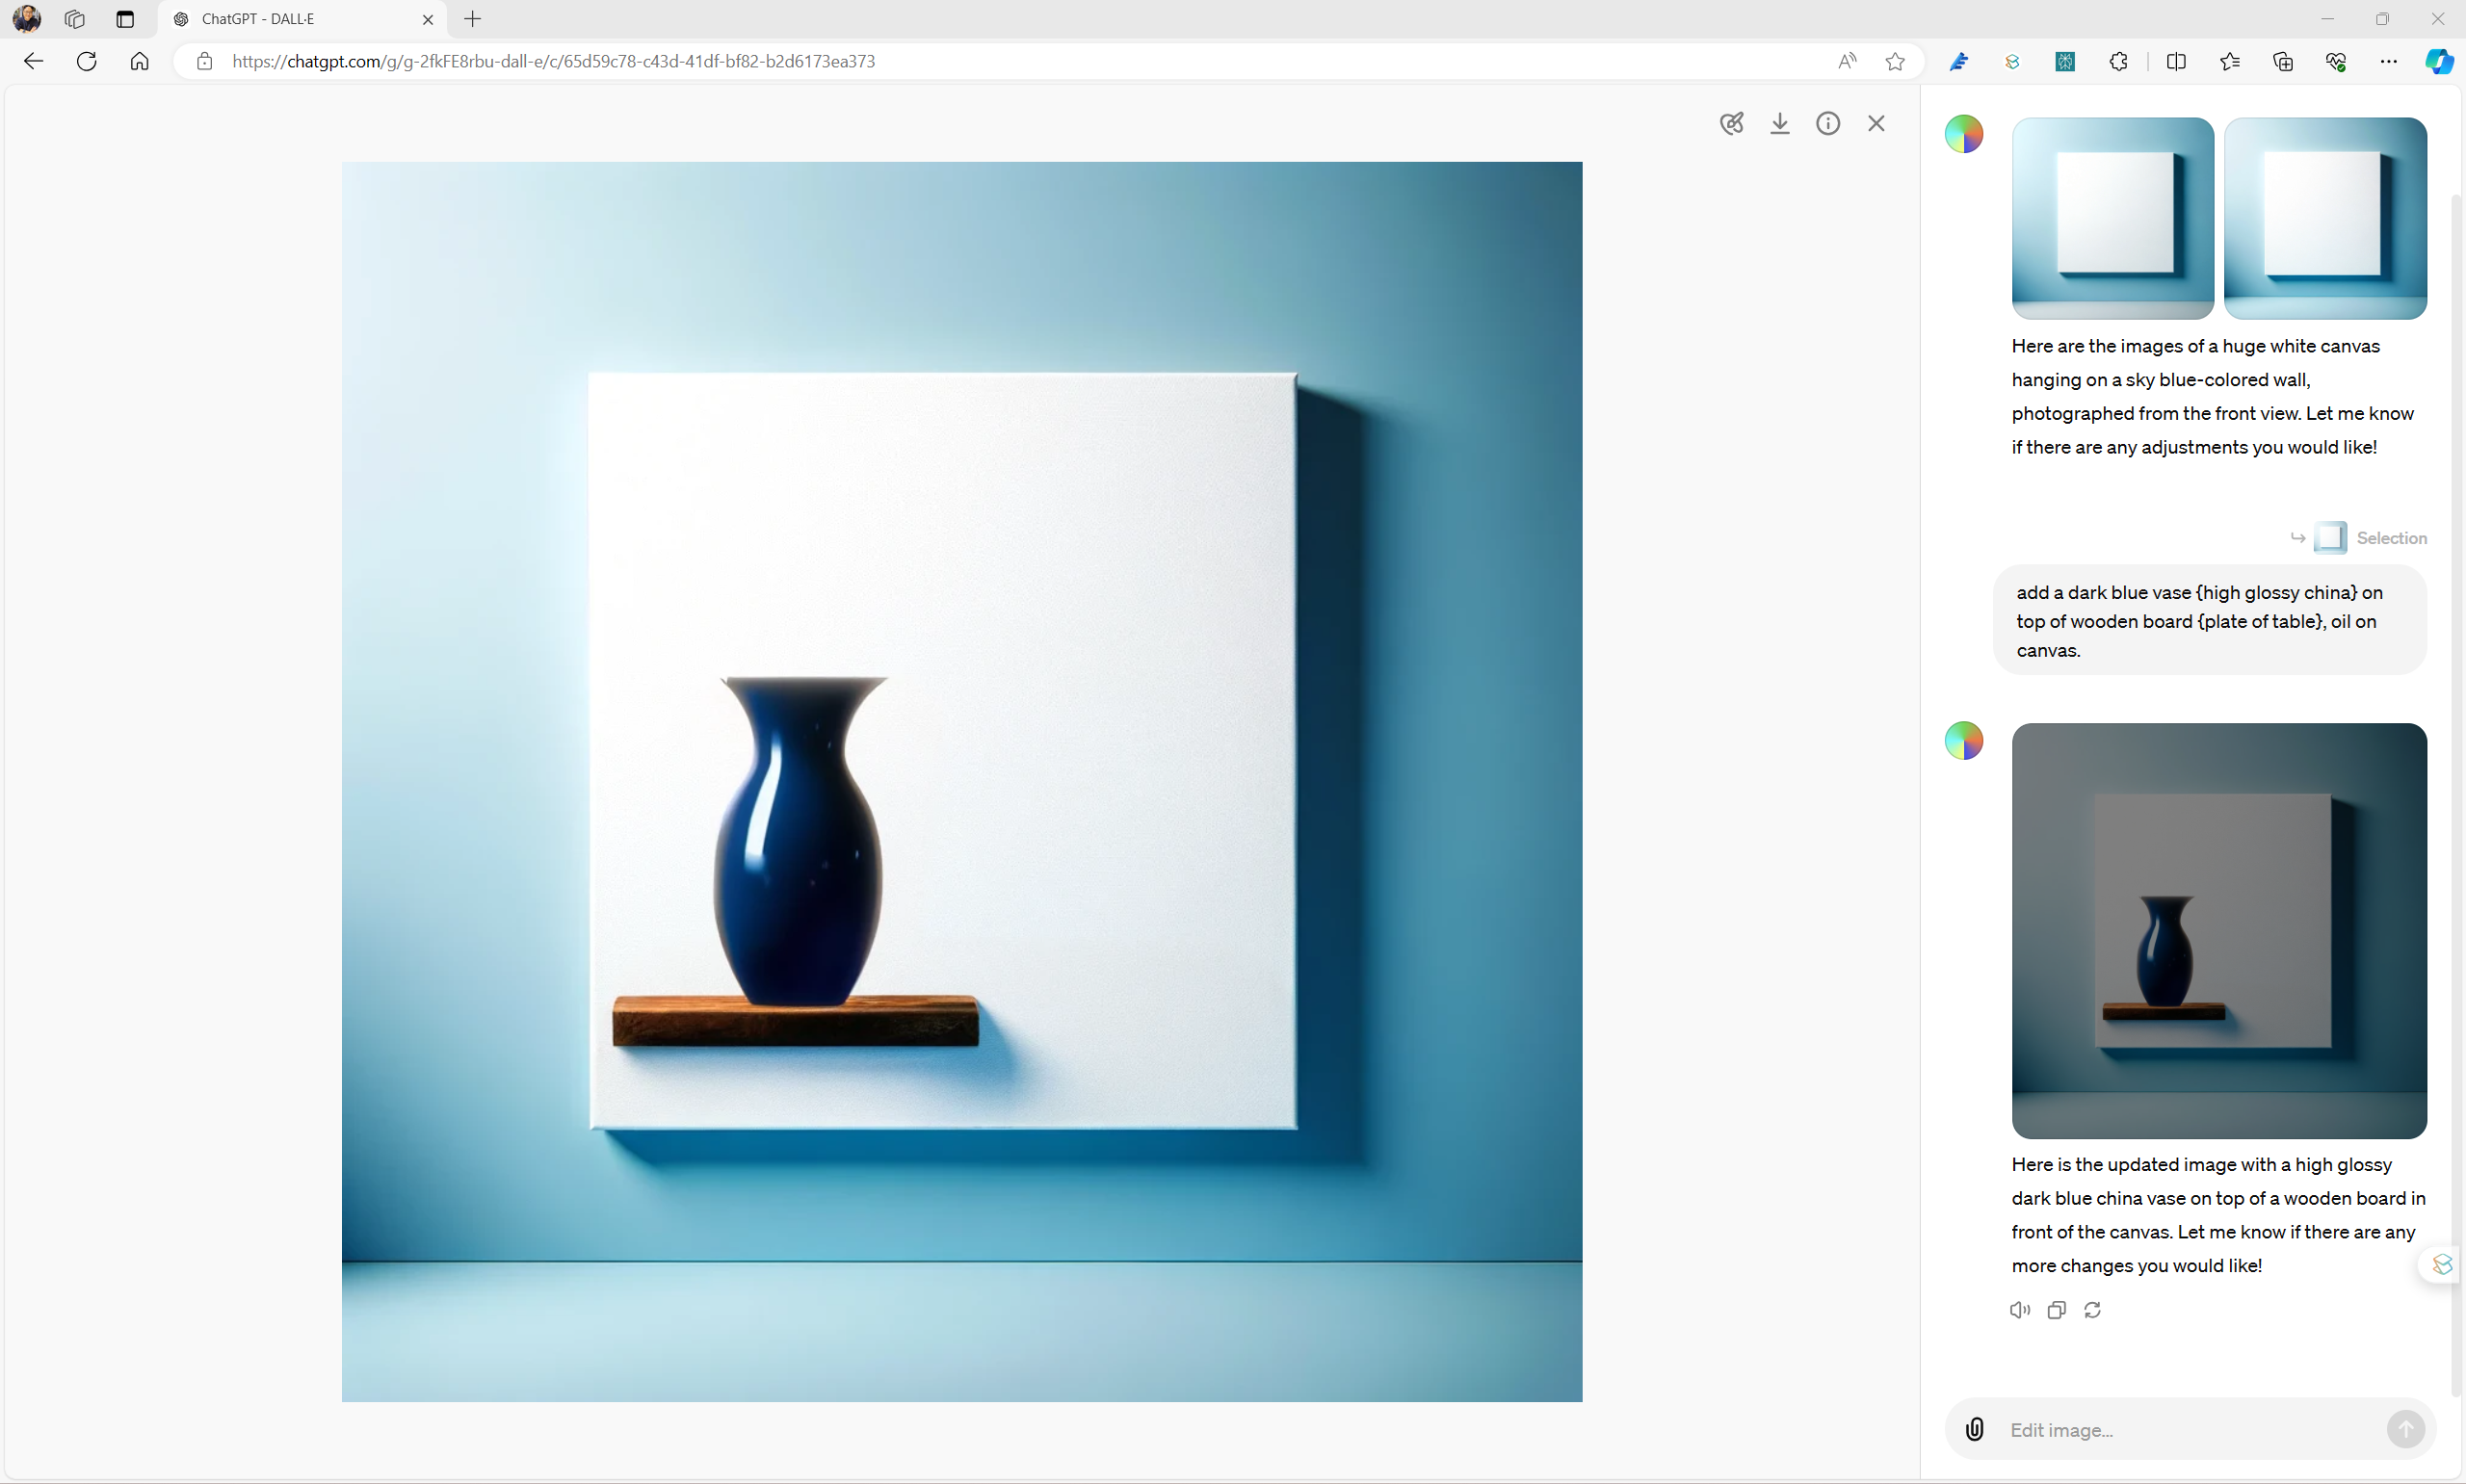 ChatGPT - DALL·E
https://chatgpt.com/g/g-2fkFE8rbu-dall-e/c/65d59c78-c43d-41df-bf82-b2d6173ea373
Here are the images of a huge white canvas
hanging on a sky blue-colored wall,
photographed from the front view. Let me know
if there are any adjustments you would like!
Selection
add a dark blue vase {high glossy china} on
top of wooden board {plate of table}, oil on
canvas.
Here is the updated image with a high glossy
dark blue china vase on top of a wooden board in
front of the canvas. Let me know if there are any
more changes you would like!
Edit image...